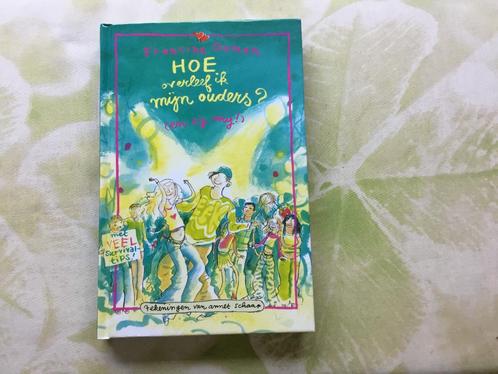 Francine Oomen
HOE
overleef ik
mijn ouders?
(en zij mij!)
met
VEEL
survival-
tips!
tekeningen van annet schaap